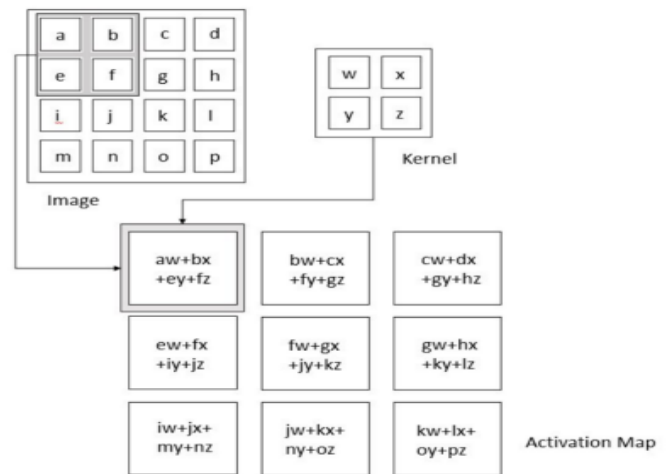 a b c d
e f g h
i j k l
m n o p
Image
w x
y z
Kernel
aw+bx
+ey+fz
bw+cx
+fy+gz
cw+dx
+gy+hz
ew+fx
+iy+jz
fw+gx
+jy+kz
gw+hx
+ky+lz
iw+jx+
my+nz
jw+kx+
ny+oz
kw+lx+
oy+pz
Activation Map